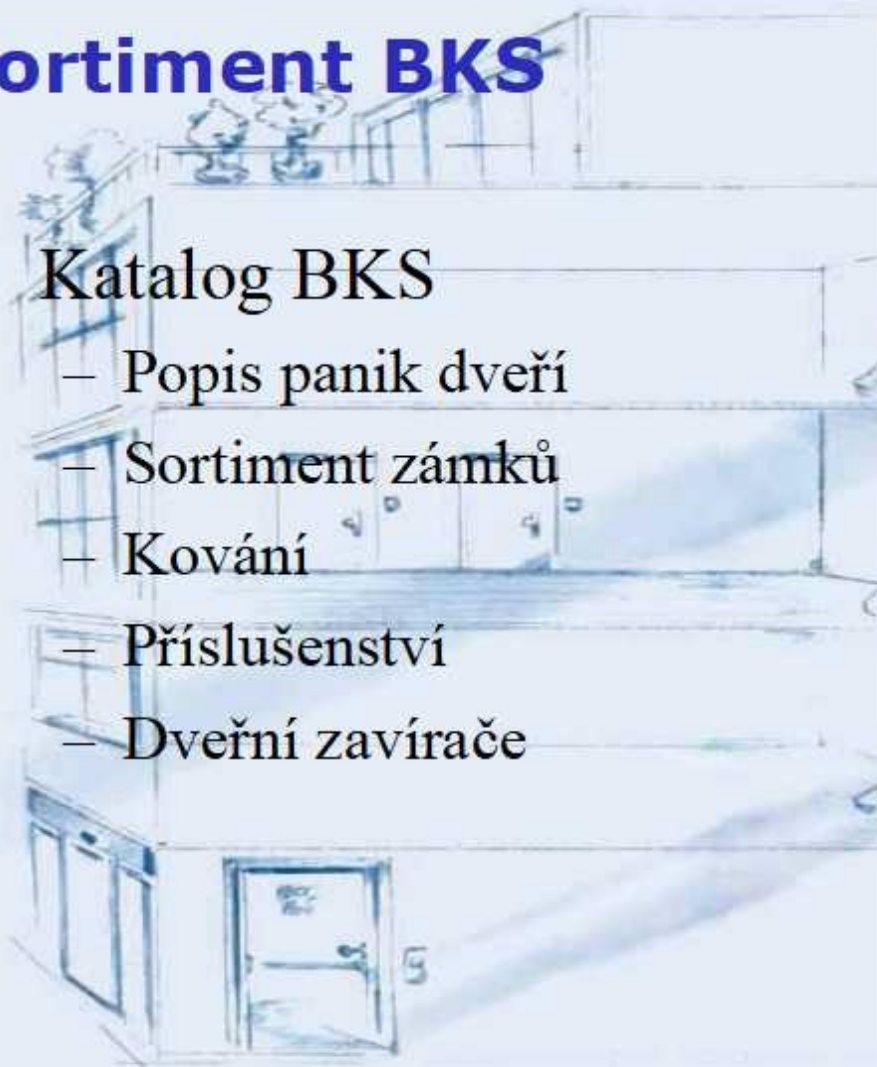 ortiment BKS
Katalog BKS
– Popis panik dveří
– Sortiment zámků
– Kování
– Příslušenství
– Dveřní zavírače